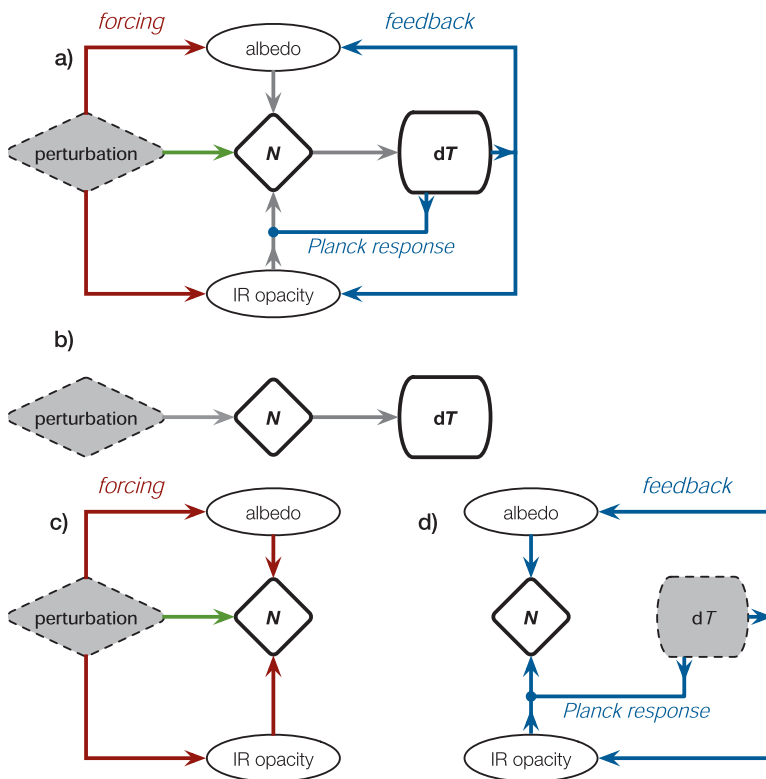 forcing
feedback
a)
albedo
perturbation
N
dT
Planck response
IR opacity
b)
perturbation
N
dT
forcing
feedback
c)
albedo
d)
albedo
perturbation
N
N
dT
Planck response
IR opacity
IR opacity